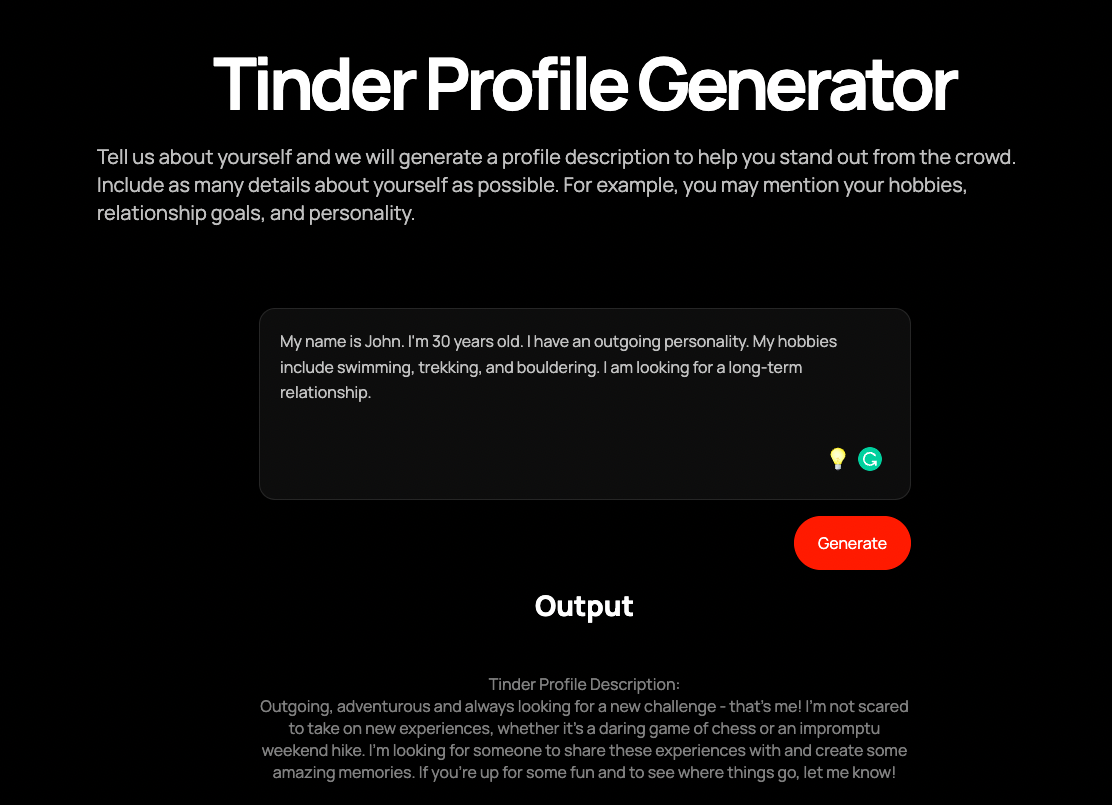 Tinder Profile Generator
Tell us about yourself and we will generate a profile description to help you stand out from the crowd.
Include as many details about yourself as possible. For example, you may mention your hobbies,
relationship goals, and personality.
My name is John. I'm 30 years old. I have an outgoing personality. My hobbies
include swimming, trekking, and bouldering. I am looking for a long-term
relationship.
Generate
Output
Tinder Profile Description:
Outgoing, adventurous and always looking for a new challenge - that's me! I'm not scared
to take on new experiences, whether it's a daring game of chess or an impromptu
weekend hike. I'm looking for someone to share these experiences with and create some
amazing memories. If you're up for some fun and to see where things go, let me know!